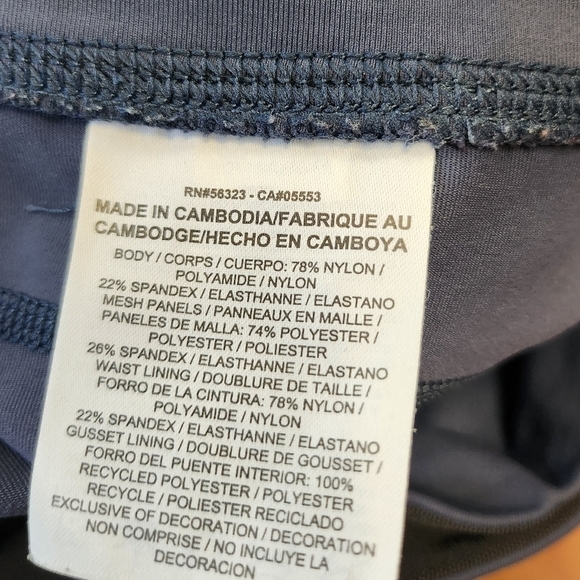 RN#56323 - CA#05553
MADE IN CAMBODIA/FABRIQUE AU
CAMBODGE/HECHO EN CAMBOYA
BODY / CORPS / CUERPO: 78% NYLON /
POLYAMIDE / NYLON
22% SPANDEX / ELASTHANNE / ELASTANO
MESH PANELS / PANNEAUX EN MAILLE /
PANELES DE MALLA: 74% POLYESTER /
POLYESTER / POLIESTER
26% SPANDEX / ELASTHANNE / ELASTANO
WAIST LINING / DOUBLURE DE TAILLE /
FORRO DE LA CINTURA: 78% NYLON /
POLYAMIDE / NYLON
22% SPANDEX / ELASTHANNE / ELASTANO
GUSSET LINING / DOUBLURE DE GOUSSET /
FORRO DEL PUENTE INTERIOR: 100%
RECYCLED POLYESTER / POLYESTER
RECYCLE / POLIESTER RECICLADO
EXCLUSIVE OF DECORATION / DECORATION
NON COMPRISE / NO INCLUYE LA
DECORACION